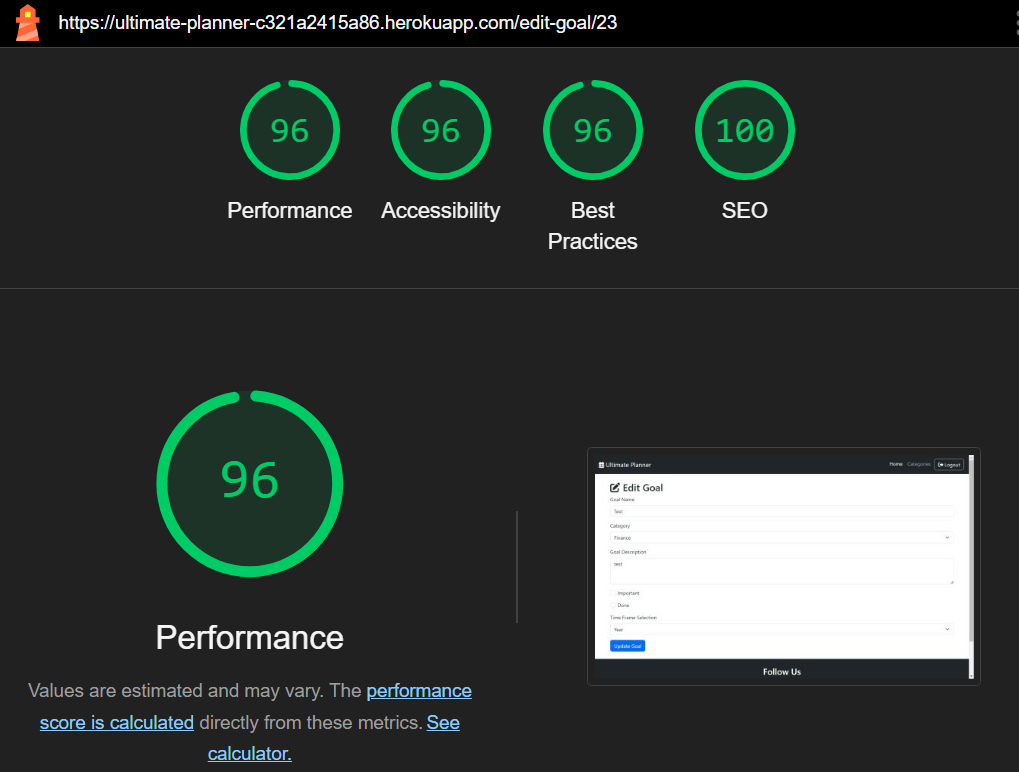 https://ultimate-planner-c321a2415a86.herokuapp.com/edit-goal/23
96 96 96 100
Performance Accessibility Best Practices SEO
96
Performance
Values are estimated and may vary. The performance
score is calculated directly from these metrics. See
calculator.
Ultimate Planner Home Categories Logout
Edit Goal
Goal Name
Test
Category
Finance
Goal Description
test
Important
Done
Time Frame Selection
Year
Update Goal
Follow Us